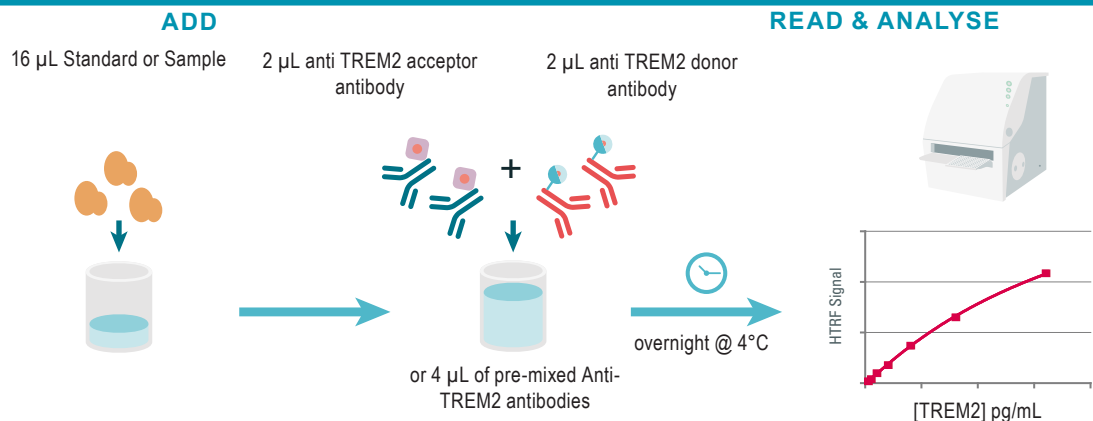 ADD
READ & ANALYSE
16 µL Standard or Sample
2 µL anti TREM2 acceptor
antibody
2 µL anti TREM2 donor
antibody
overnight @ 4°C
or 4 µL of pre-mixed Anti-
TREM2 antibodies
HTRF Signal
[TREM2] pg/mL